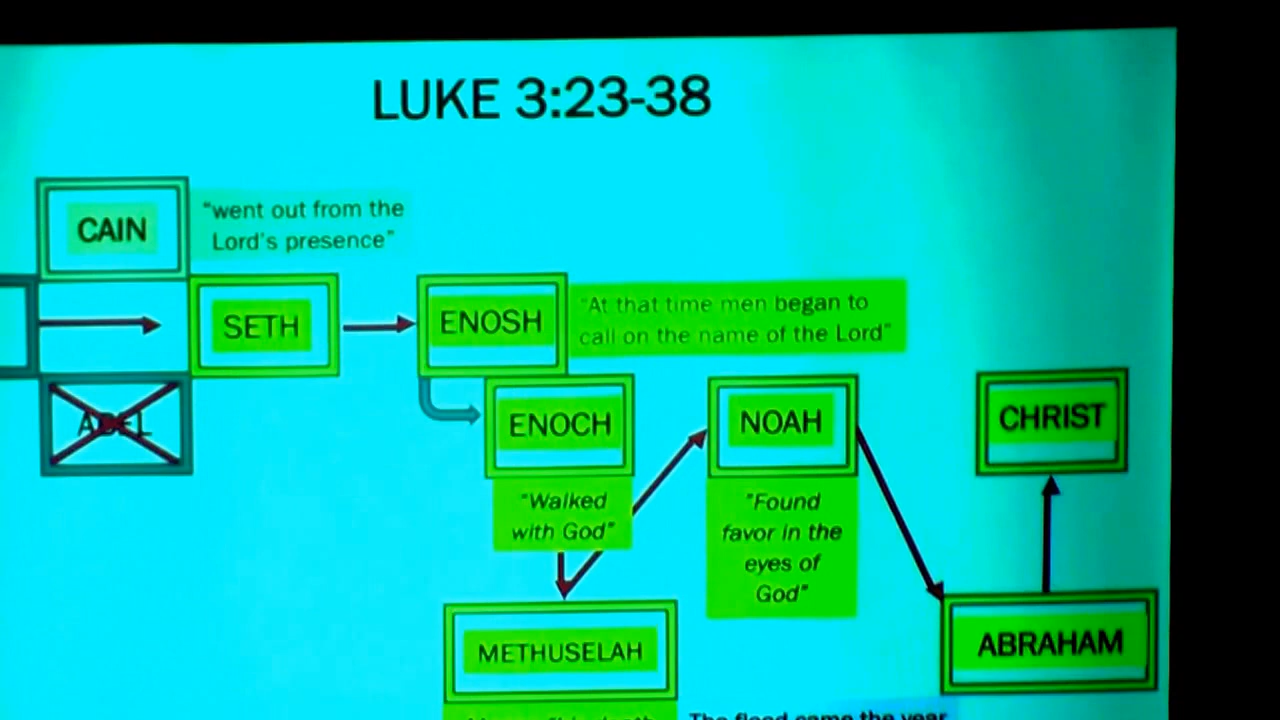 LUKE 3:23-38
CAIN
"went out from the
Lord's presence"
SETH
ENOSH
"At that time men began to
call on the name of the Lord"
ABEL
ENOCH
NOAH
CHRIST
"Walked
with God"
"Found
favor in the
eyes of
God"
METHUSELAH
ABRAHAM
The flood came the year